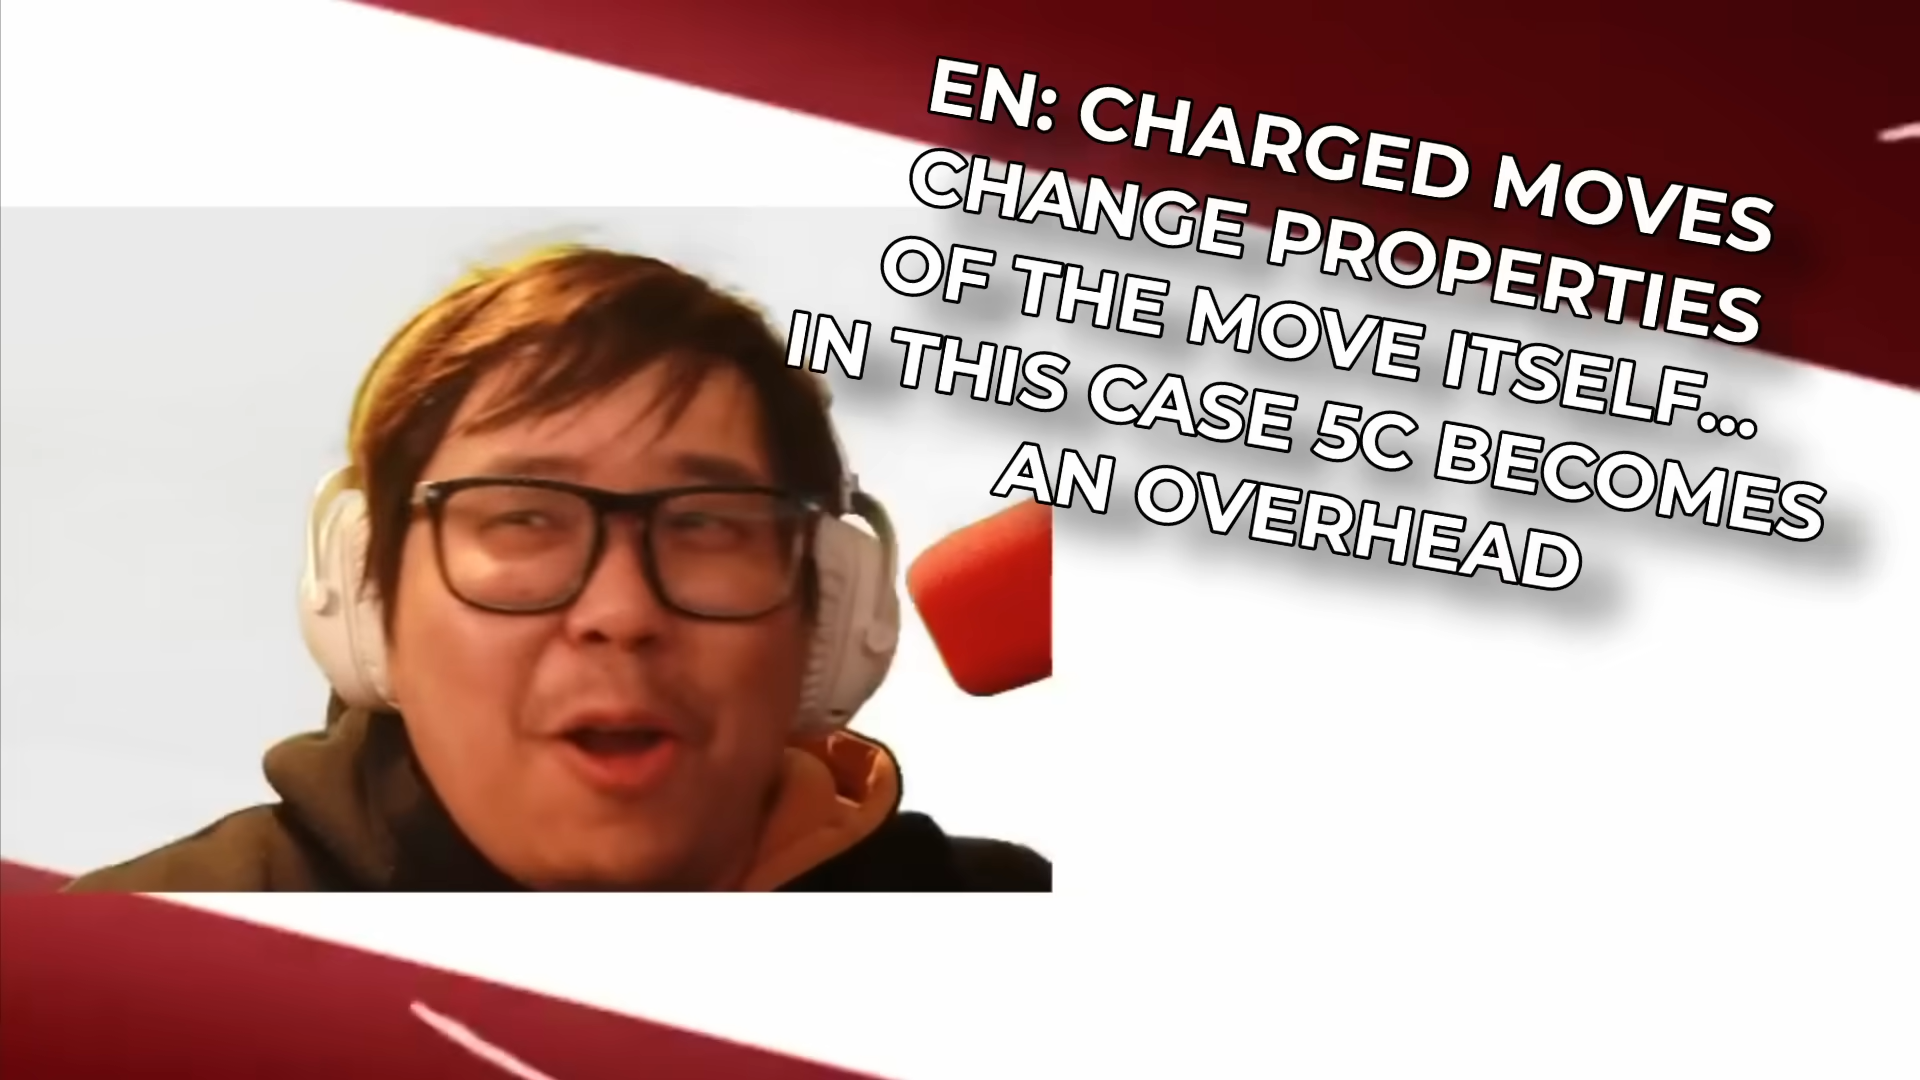 EN: CHARGED MOVES
CHANGE PROPERTIES
OF THE MOVE ITSELF...
IN THIS CASE 5C BECOMES
AN OVERHEAD